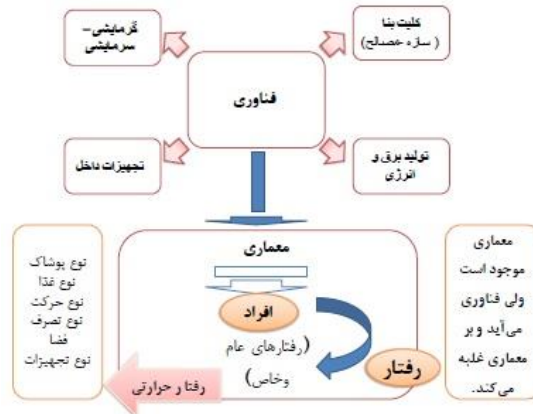 کلیت بنا
(سازه -مصالح)
گرمایشی-
سرمایشی
فناوری
تولید برق و
انرژی
تجهیزات داخل
معماری
موجود است
ولی فناوری
می‌آید و بر
معماری غلبه
می‌کند.
معماری
افراد
(رفتارهای عام
وخاص)
رفتار
رفتار حرارتی
نوع پوشاک
نوع غذا
نوع حرکت
نوع تصرف
فضا
نوع تجهیزات